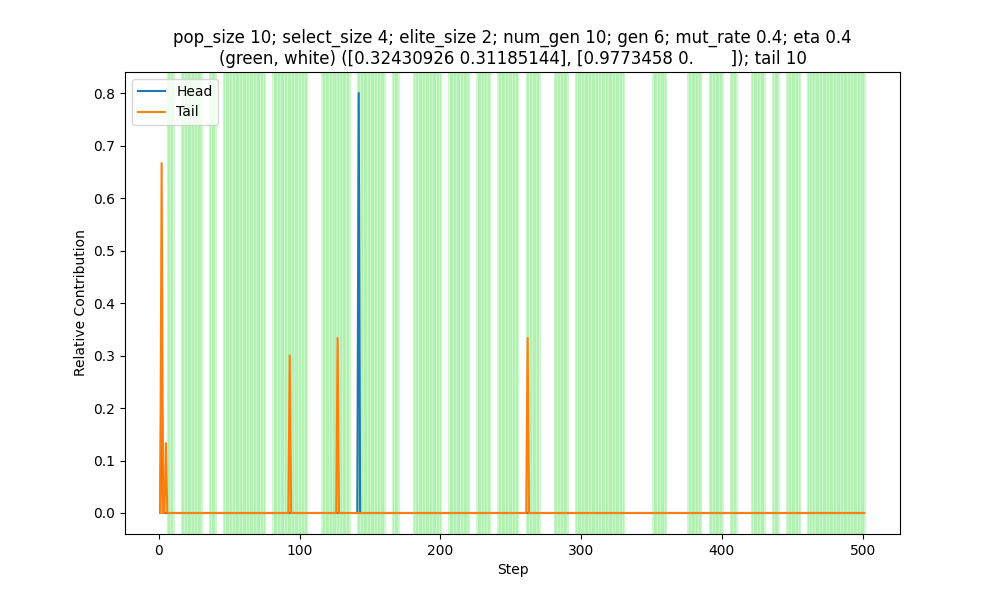 pop_size 10; select_size 4; elite_size 2; num_gen 10; gen 6; mut_rate 0.4; eta 0.4
(green, white) ([0.32430926 0.31185144], [0.9773458 0.        ]); tail 10
Head
Tail
0.8
0.7
0.6
0.5
0.4
0.3
0.2
0.1
0.0
Relative Contribution
0 100 200 300 400 500
Step